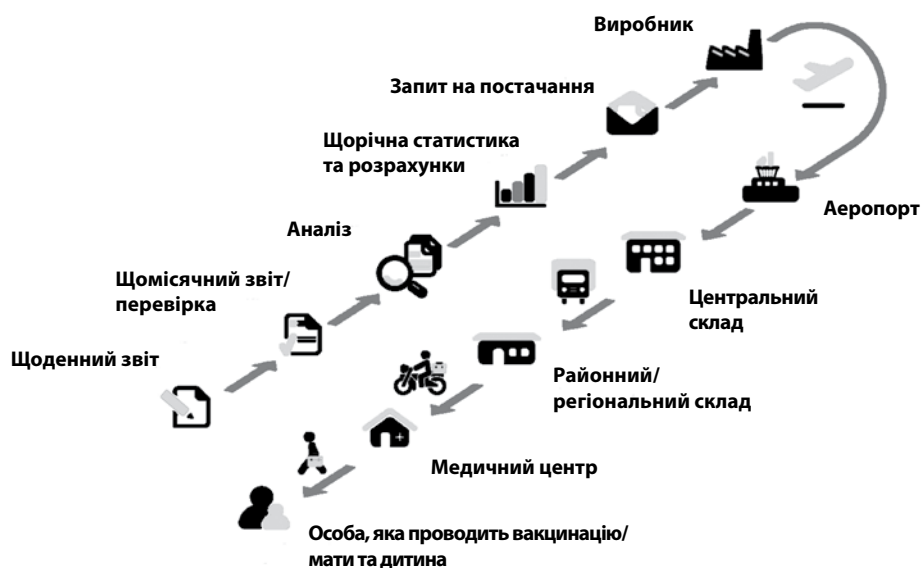 Виробник
Запит на постачання
Щорічна статистика
та розрахунки
Аналіз
Щомісячний звіт/
перевірка
Щоденний звіт
Аеропорт
Центральний
склад
Районний/
регіональний склад
Медичний центр
Особа, яка проводить вакцинацію/
мати та дитина